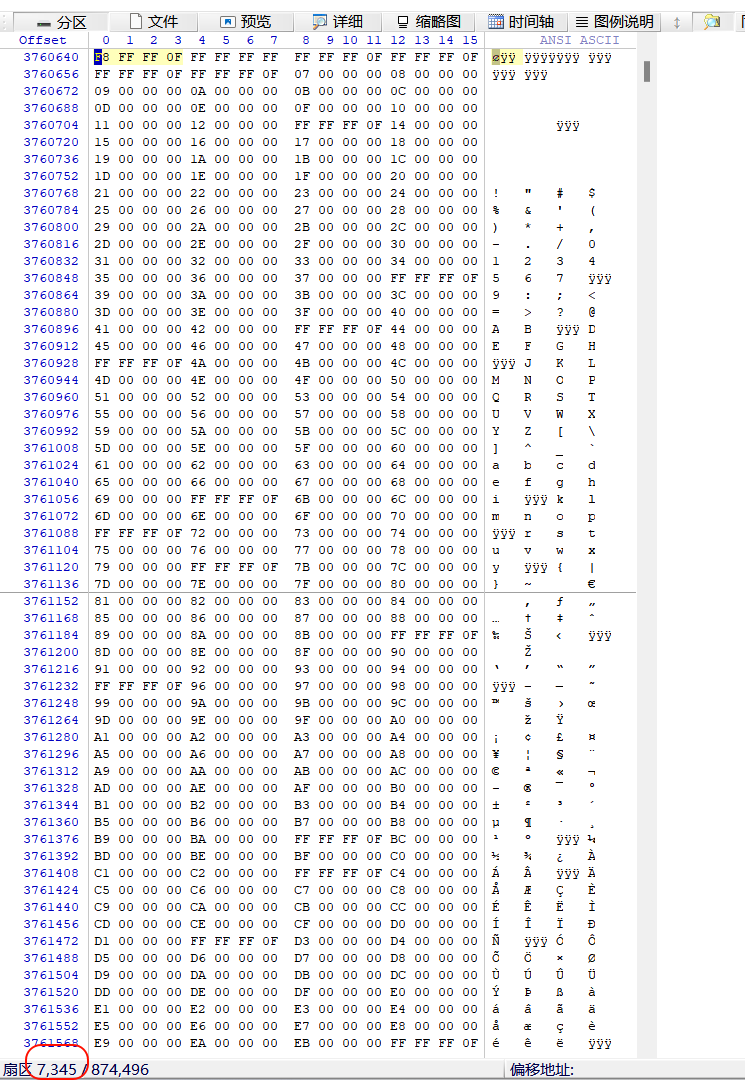 分区 文件 预览 详细 缩略图 时间轴 图例说明
Offset 0 1 2 3 4 5 6 7 8 9 10 11 12 13 14 15 ANSI ASCII
3760640 F8 FF FF 0F FF FF FF FF FF FF FF 0F FF FF FF 0F øÿÿ ÿÿÿÿÿÿÿ ÿÿÿ
3760656 FF FF FF 0F FF FF FF 0F 07 00 00 00 08 00 00 00 ÿÿÿ ÿÿÿ
3760672 09 00 00 00 0A 00 00 00 0B 00 00 00 0C 00 00 00
3760688 0D 00 00 00 0E 00 00 00 0F 00 00 00 10 00 00 00
3760704 11 00 00 00 12 00 00 00 FF FF FF 0F 14 00 00 00 ÿÿÿ
3760720 15 00 00 00 16 00 00 00 17 00 00 00 18 00 00 00
3760736 19 00 00 00 1A 00 00 00 1B 00 00 00 1C 00 00 00
3760752 1D 00 00 00 1E 00 00 00 1F 00 00 00 20 00 00 00
3760768 21 00 00 00 22 00 00 00 23 00 00 00 24 00 00 00 ! " # $
3760784 25 00 00 00 26 00 00 00 27 00 00 00 28 00 00 00 % & ' (
3760800 29 00 00 00 2A 00 00 00 2B 00 00 00 2C 00 00 00 ) * + ,
3760816 2D 00 00 00 2E 00 00 00 2F 00 00 00 30 00 00 00 - . / 0
3760832 31 00 00 00 32 00 00 00 33 00 00 00 34 00 00 00 1 2 3 4
3760848 35 00 00 00 36 00 00 00 37 00 00 00 FF FF FF 0F 5 6 7 ÿÿÿ
3760864 39 00 00 00 3A 00 00 00 3B 00 00 00 3C 00 00 00 9 : ; <
3760880 3D 00 00 00 3E 00 00 00 3F 00 00 00 40 00 00 00 = > ? @
3760896 41 00 00 00 42 00 00 00 FF FF FF 0F 44 00 00 00 A B ÿÿÿ D
3760912 45 00 00 00 46 00 00 00 47 00 00 00 48 00 00 00 E F G H
3760928 FF FF FF 0F 4A 00 00 00 4B 00 00 00 4C 00 00 00 ÿÿÿ J K L
3760944 4D 00 00 00 4E 00 00 00 4F 00 00 00 50 00 00 00 M N O P
3760960 51 00 00 00 52 00 00 00 53 00 00 00 54 00 00 00 Q R S T
3760976 55 00 00 00 56 00 00 00 57 00 00 00 58 00 00 00 U V W X
3760992 59 00 00 00 5A 00 00 00 5B 00 00 00 5C 00 00 00 Y Z [ \
3761008 5D 00 00 00 5E 00 00 00 5F 00 00 00 60 00 00 00 ] ^ _ `
3761024 61 00 00 00 62 00 00 00 63 00 00 00 64 00 00 00 a b c d
3761040 65 00 00 00 66 00 00 00 67 00 00 00 68 00 00 00 e f g h
3761056 69 00 00 00 FF FF FF 0F 6B 00 00 00 6C 00 00 00 i ÿÿÿ k l
3761072 6D 00 00 00 6E 00 00 00 6F 00 00 00 70 00 00 00 m n o p
3761088 FF FF FF 0F 72 00 00 00 73 00 00 00 74 00 00 00 ÿÿÿ r s t
3761104 75 00 00 00 76 00 00 00 77 00 00 00 78 00 00 00 u v w x
3761120 79 00 00 00 FF FF FF 0F 7B 00 00 00 7C 00 00 00 y ÿÿÿ { |
3761136 7D 00 00 00 7E 00 00 00 7F 00 00 00 80 00 00 00 } ~ €
3761152 81 00 00 00 82 00 00 00 83 00 00 00 84 00 00 00 ‚ ƒ „
3761168 85 00 00 00 86 00 00 00 87 00 00 00 88 00 00 00 … † ‡ ˆ
3761184 89 00 00 00 8A 00 00 00 8B 00 00 00 FF FF FF 0F ‰ Š ‹ ÿÿÿ
3761200 8D 00 00 00 8E 00 00 00 8F 00 00 00 90 00 00 00 Ž
3761216 91 00 00 00 92 00 00 00 93 00 00 00 94 00 00 00 ‘ ’ “ ”
3761232 FF FF FF 0F 96 00 00 00 97 00 00 00 98 00 00 00 ÿÿÿ – — ˜
3761248 99 00 00 00 9A 00 00 00 9B 00 00 00 9C 00 00 00 ™ š › œ
3761264 9D 00 00 00 9E 00 00 00 9F 00 00 00 A0 00 00 00 ž Ÿ
3761280 A1 00 00 00 A2 00 00 00 A3 00 00 00 A4 00 00 00 ¡ ¢ £ ¤
3761296 A5 00 00 00 A6 00 00 00 A7 00 00 00 A8 00 00 00 ¥ ¦ § ¨
3761312 A9 00 00 00 AA 00 00 00 AB 00 00 00 AC 00 00 00 © ª « ¬
3761328 AD 00 00 00 AE 00 00 00 AF 00 00 00 B0 00 00 00 - ® ¯ °
3761344 B1 00 00 00 B2 00 00 00 B3 00 00 00 B4 00 00 00 ± ² ³ ´
3761360 B5 00 00 00 B6 00 00 00 B7 00 00 00 B8 00 00 00 µ ¶ · ¸
3761376 B9 00 00 00 BA 00 00 00 FF FF FF 0F BC 00 00 00 ¹ º ÿÿÿ ¼
3761392 BD 00 00 00 BE 00 00 00 BF 00 00 00 C0 00 00 00 ½ ¾ ¿ À
3761408 C1 00 00 00 C2 00 00 00 FF FF FF 0F C4 00 00 00 Á Â ÿÿÿ Ä
3761424 C5 00 00 00 C6 00 00 00 C7 00 00 00 C8 00 00 00 Å Æ Ç È
3761440 C9 00 00 00 CA 00 00 00 CB 00 00 00 CC 00 00 00 É Ê Ë Ì
3761456 CD 00 00 00 CE 00 00 00 CF 00 00 00 D0 00 00 00 Í Î Ï Ð
3761472 D1 00 00 00 FF FF FF 0F D3 00 00 00 D4 00 00 00 Ñ ÿÿÿ Ó Ô
3761488 D5 00 00 00 D6 00 00 00 D7 00 00 00 D8 00 00 00 Õ Ö × Ø
3761504 D9 00 00 00 DA 00 00 00 DB 00 00 00 DC 00 00 00 Ù Ú Û Ü
3761520 DD 00 00 00 DE 00 00 00 DF 00 00 00 E0 00 00 00 Ý Þ ß à
3761536 E1 00 00 00 E2 00 00 00 E3 00 00 00 E4 00 00 00 á â ã ä
3761552 E5 00 00 00 E6 00 00 00 E7 00 00 00 E8 00 00 00 å æ ç è
3761568 E9 00 00 00 EA 00 00 00 EB 00 00 00 FF FF FF 0F é ê ë ÿÿÿ
扇区 7,345 / 874,496 偏移地址: